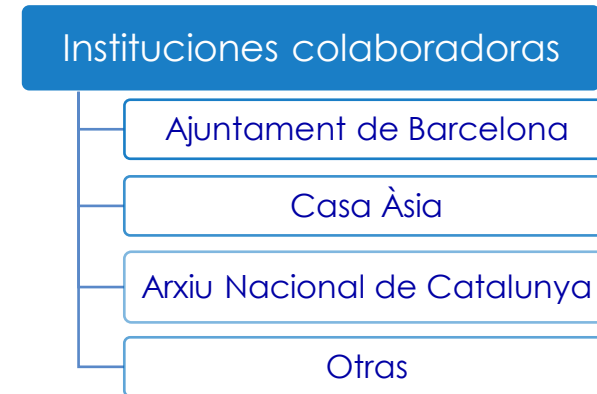 Instituciones colaboradoras
Ajuntament de Barcelona
Casa Àsia
Arxiu Nacional de Catalunya
Otras